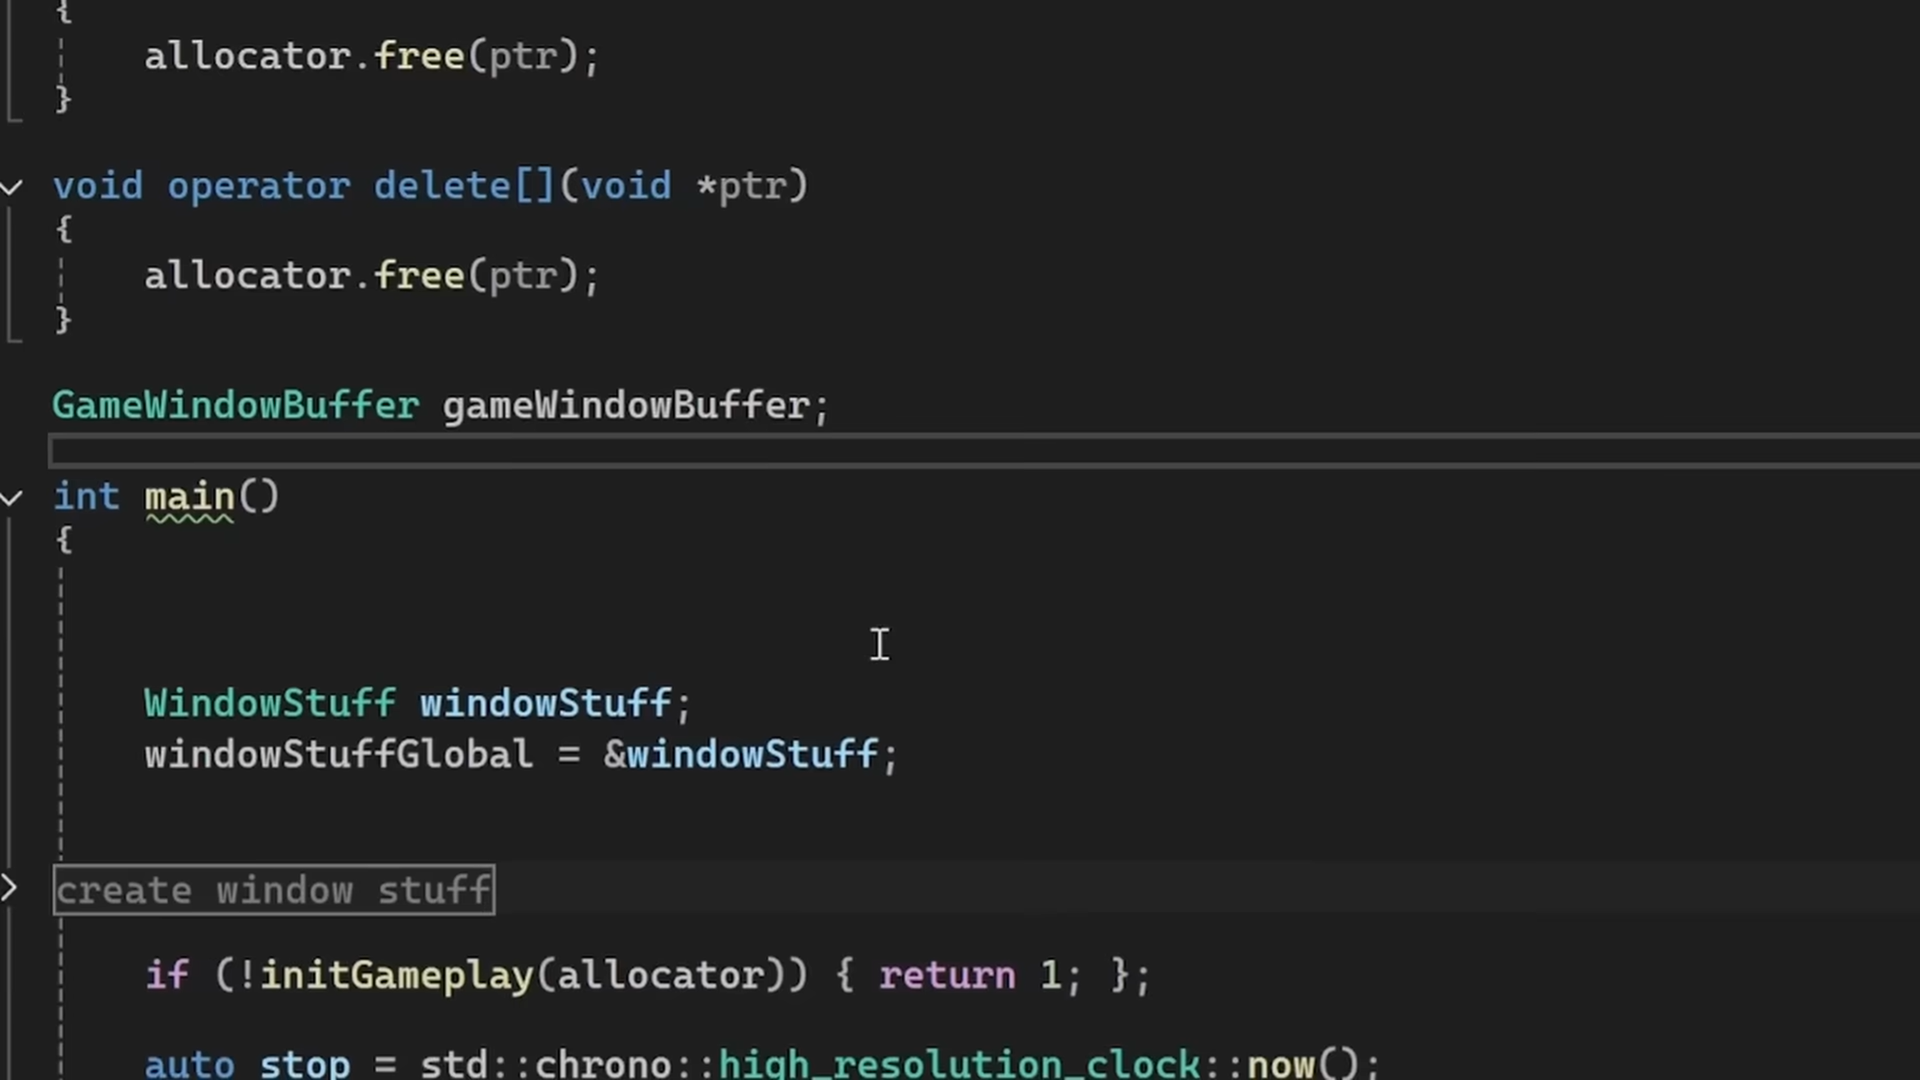 {
allocator.free(ptr);
}
void operator delete[](void *ptr)
{
allocator.free(ptr);
}
GameWindowBuffer gameWindowBuffer;
int main()
{
WindowStuff windowStuff;
windowStuffGlobal = &windowStuff;
create window stuff
if (!initGameplay(allocator)) { return 1; };
auto stop = std::chrono::high_resolution_clock::now();